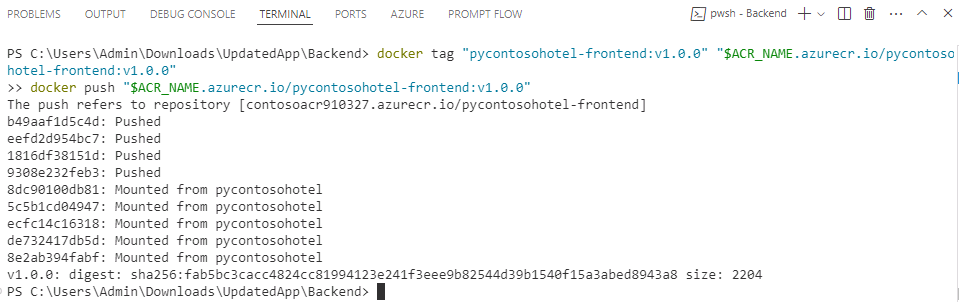 PROBLEMS OUTPUT DEBUG CONSOLE TERMINAL PORTS AZURE PROMPT FLOW pwsh - Backend
PS C:\Users\Admin\Downloads\UpdatedApp\Backend> docker tag "pycontosohotel-frontend:v1.0.0" "$ACR_NAME.azurecr.io/pycontoso
hotel-frontend:v1.0.0"
>> docker push "$ACR_NAME.azurecr.io/pycontosohotel-frontend:v1.0.0"
The push refers to repository [contosoacr910327.azurecr.io/pycontosohotel-frontend]
b49aaf1d5c4d: Pushed
eefd2d954bc7: Pushed
1816df38151d: Pushed
9308e232feb3: Pushed
8dc90100db81: Mounted from pycontosohotel
5c5b1cd04947: Mounted from pycontosohotel
ecfc14c16318: Mounted from pycontosohotel
de732417db5d: Mounted from pycontosohotel
8e2ab394fabf: Mounted from pycontosohotel
v1.0.0: digest: sha256:fab5bc3cacc4824cc81994123e241f3eee9b82544d39b1540f15a3abed8943a8 size: 2204
PS C:\Users\Admin\Downloads\UpdatedApp\Backend>